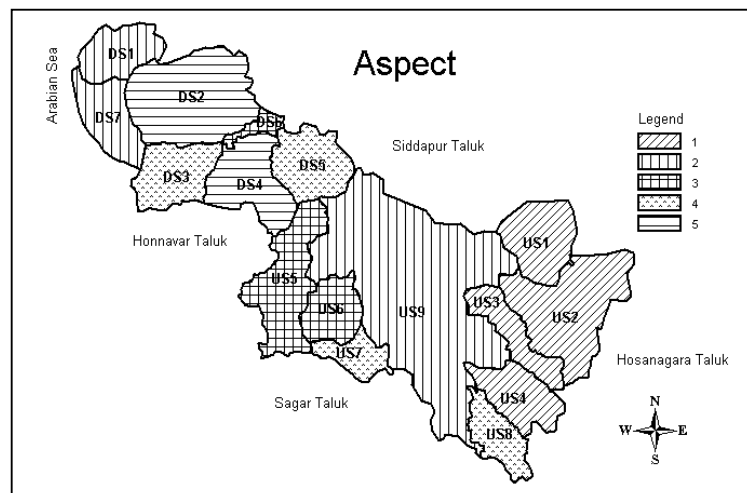 Aspect
Arabian Sea
DS1
DS2
DS7
DS3
DS4
DS5
Siddapur Taluk
Honnavar Taluk
Legend
1
2
3
4
5
US1
US2
US3
US5
US6
US9
US7
US4
US8
Hosanagara Taluk
Sagar Taluk
N
W E
S